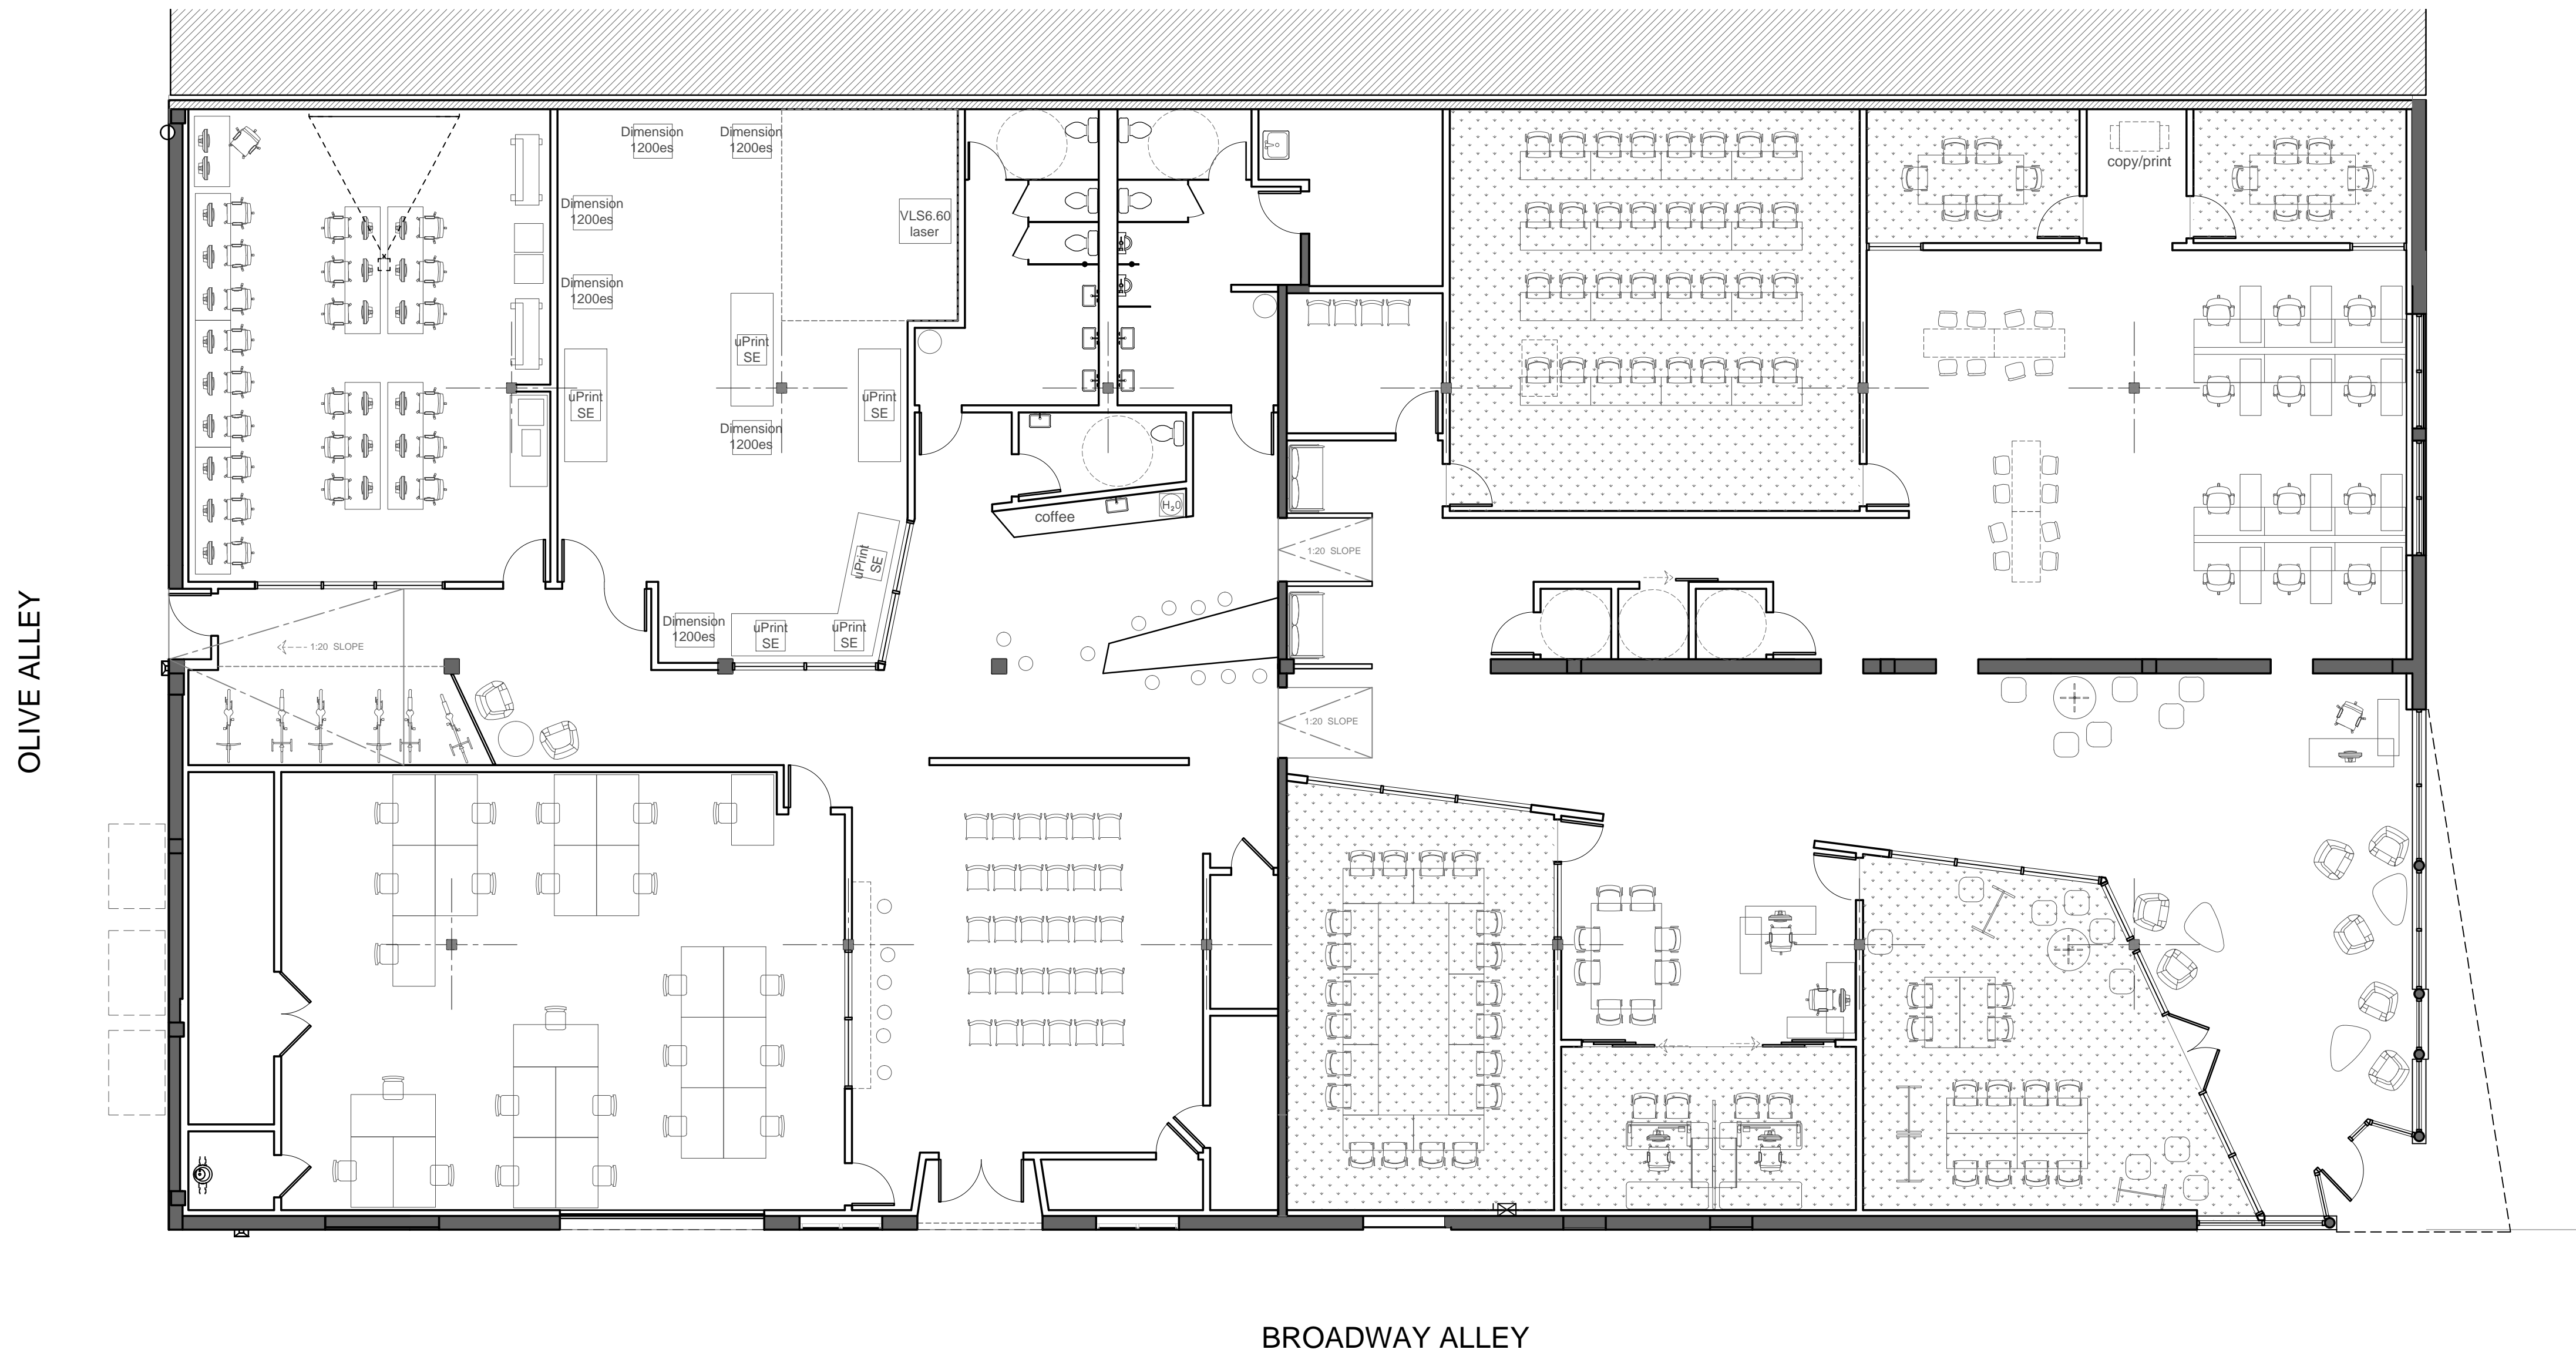 Dimension
1200es
Dimension
1200es
copy/print
Dimension
1200es
VLS6.60
laser
Dimension
1200es
uPrint
SE
uPrint
SE
uPrint
SE
Dimension
1200es
coffee
H20
uPrint
SE
1:20 SLOPE
Dimension
1200es
uPrint
SE
uPrint
SE
1:20 SLOPE
1:20 SLOPE
OLIVE ALLEY
BROADWAY ALLEY